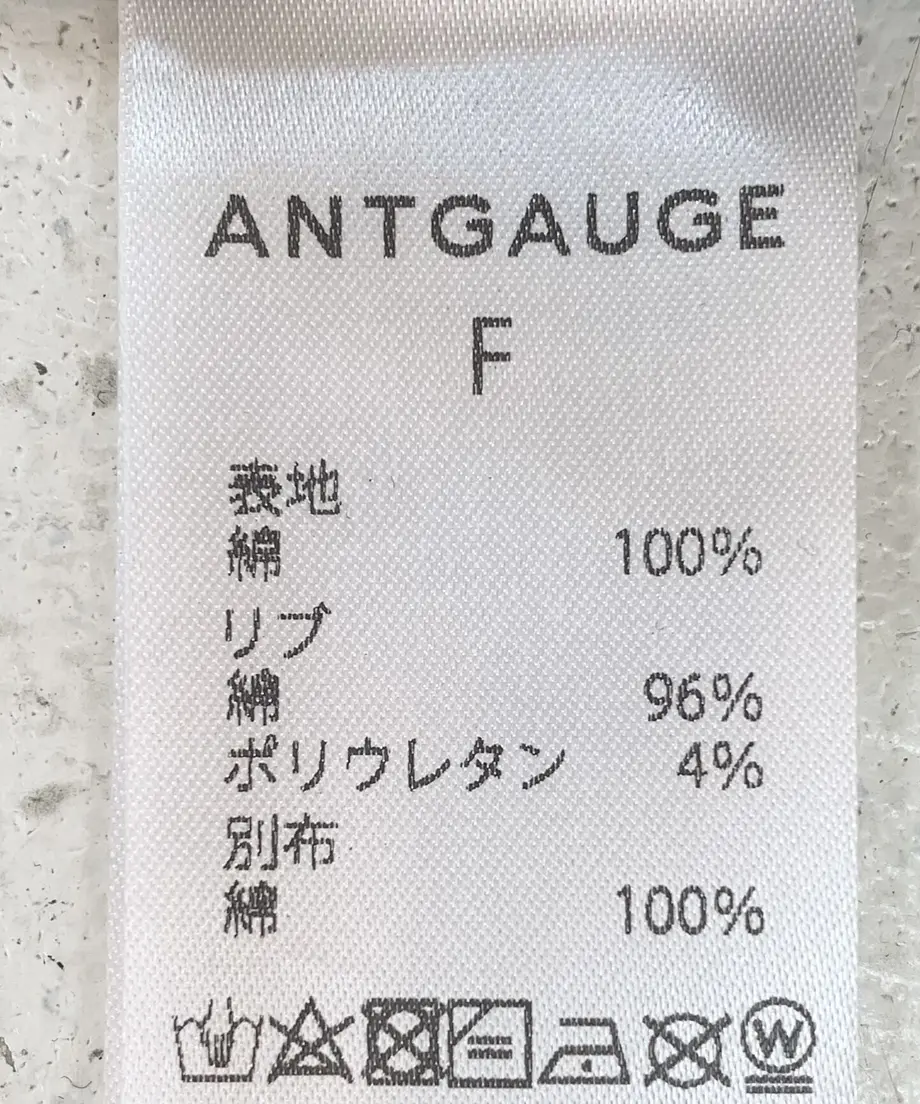 ANTGAUGE
F
表地
綿 100%
リブ
綿 96%
ポリウレタン 4%
別布
綿 100%
W